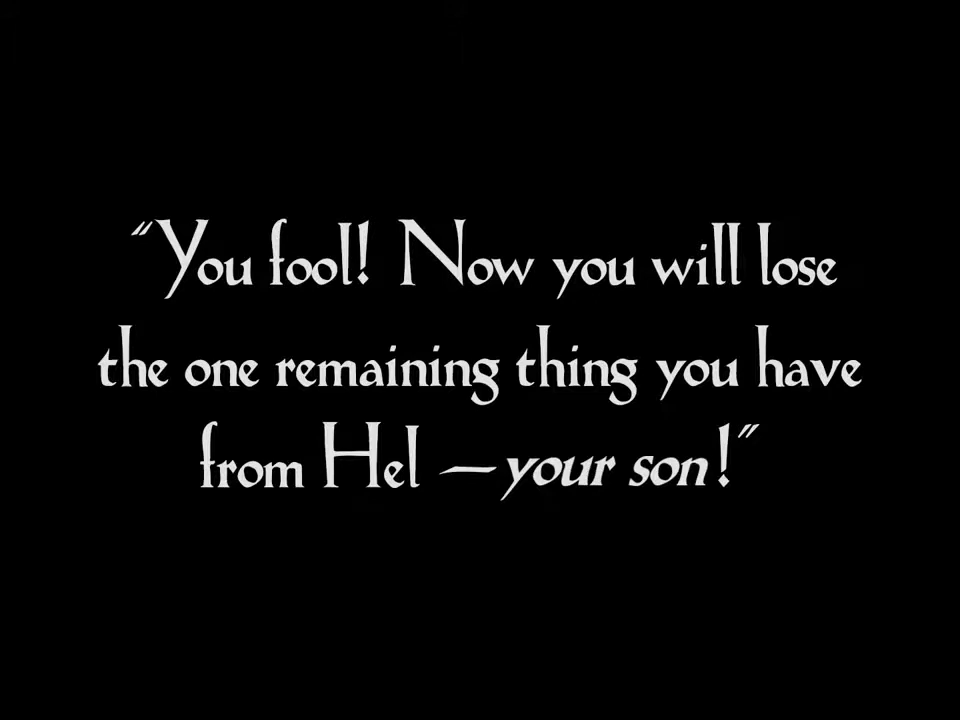 “You fool! Now you will lose
the one remaining thing you have
from Hel — your son!”